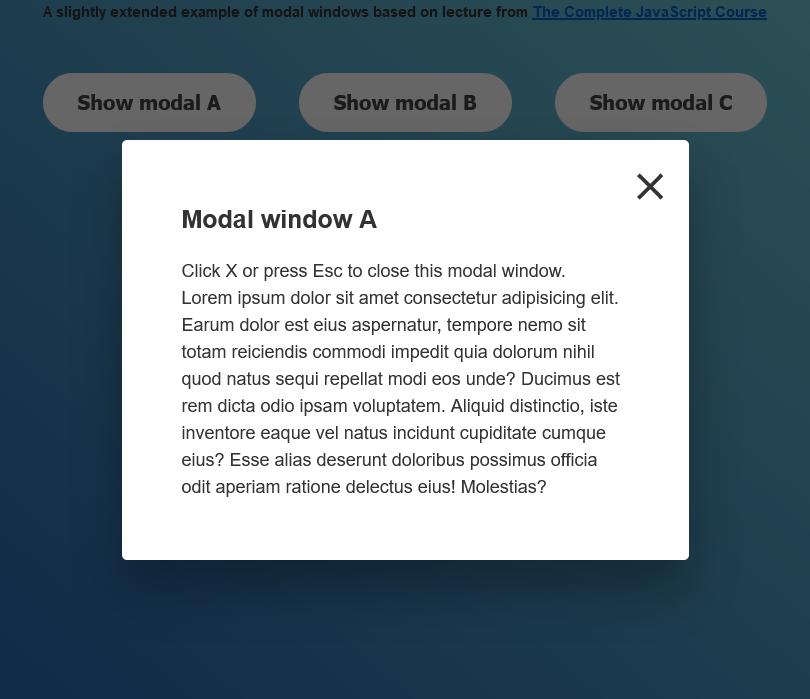 A slightly extended example of modal windows based on lecture from The Complete JavaScript Course
Show modal A
Show modal B
Show modal C
Modal window A
Click X or press Esc to close this modal window.
Lorem ipsum dolor sit amet consectetur adipisicing elit.
Earum dolor est eius aspernatur, tempore nemo sit
totam reiciendis commodi impedit quia dolorum nihil
quod natus sequi repellat modi eos unde? Ducimus est
rem dicta odio ipsam voluptatem. Aliquid distinctio, iste
inventore eaque vel natus incidunt cupiditate cumque
eius? Esse alias deserunt doloribus possimus officia
odit aperiam ratione delectus eius! Molestias?